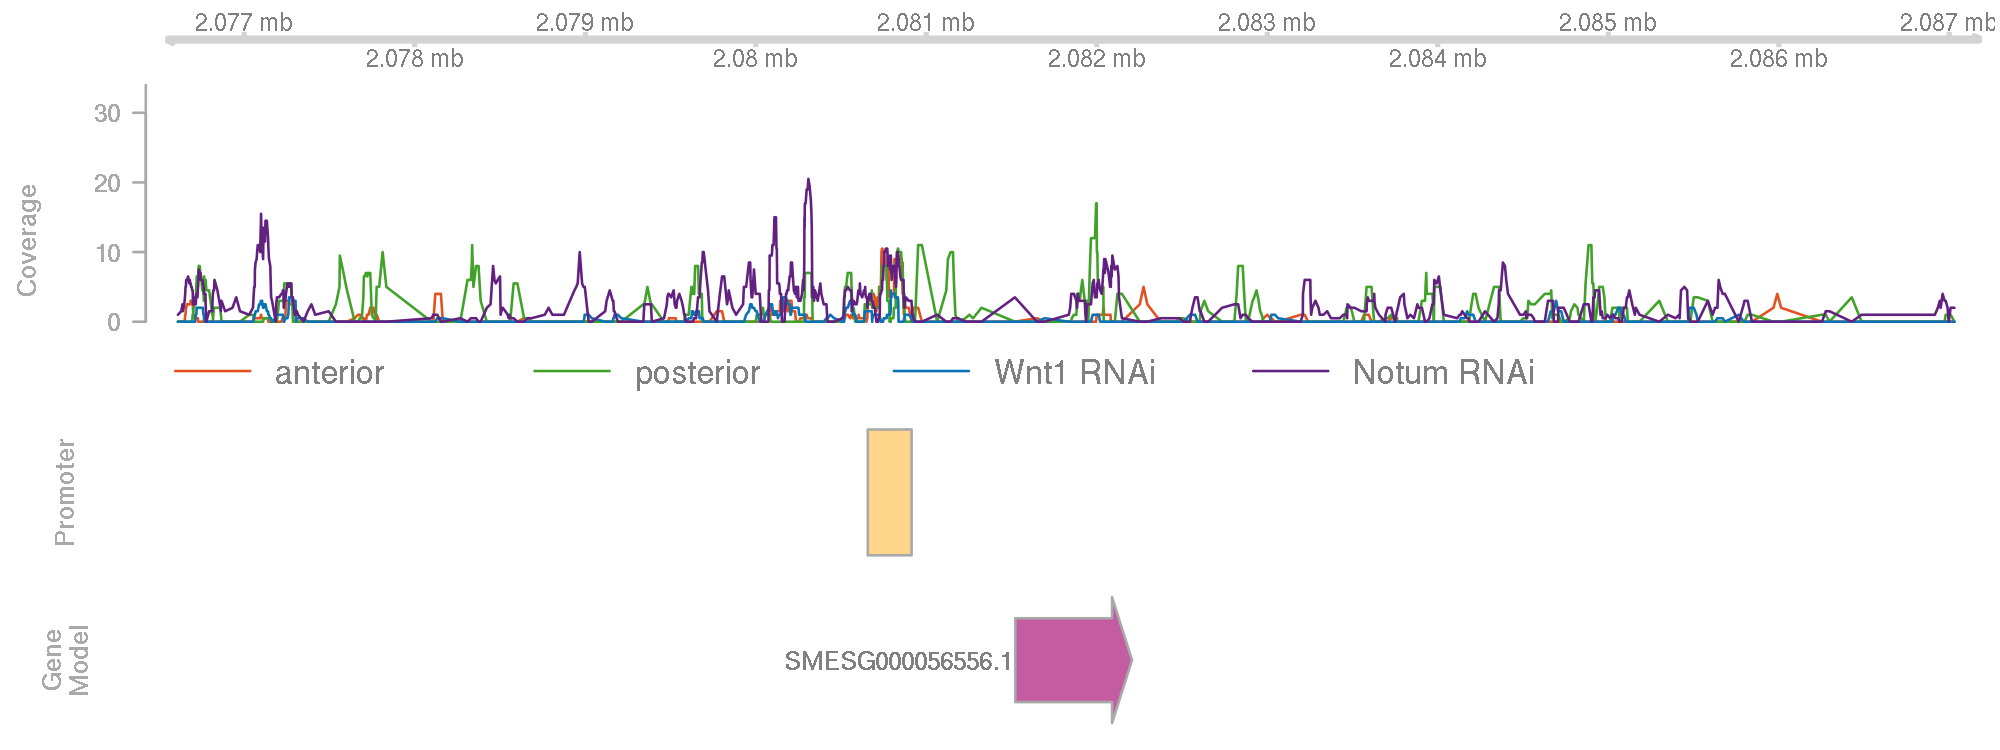 2.077 mb 2.079 mb 2.081 mb 2.083 mb 2.085 mb 2.087 mb
2.078 mb 2.08 mb 2.082 mb 2.084 mb 2.086 mb
30
20
10
0
Coverage
anterior posterior Wnt1 RNAi Notum RNAi
Promoter
Gene
Model
SMESG000056556.1